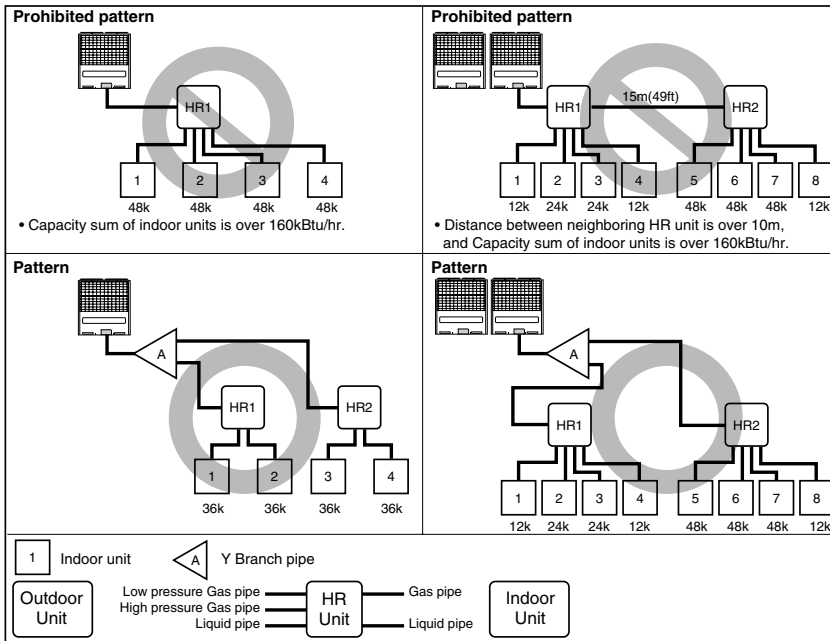 Prohibited pattern
HR1
1 2 3 4
48k 48k 48k 48k
• Capacity sum of indoor units is over 160kBtu/hr.
Prohibited pattern
15m(49ft)
HR1 HR2
1 2 3 4 5 6 7 8
12k 24k 24k 12k 48k 48k 48k 12k
• Distance between neighboring HR unit is over 10m,
and Capacity sum of indoor units is over 160kBtu/hr.
Pattern
A
HR1 HR2
1 2 3 4
36k 36k 36k 36k
Pattern
A
HR1 HR2
1 2 3 4 5 6 7 8
12k 24k 24k 12k 48k 48k 48k 12k
1 Indoor unit A Y Branch pipe
Outdoor
Unit
Low pressure Gas pipe
High pressure Gas pipe
Liquid pipe
HR
Unit
Gas pipe
Liquid pipe
Indoor
Unit